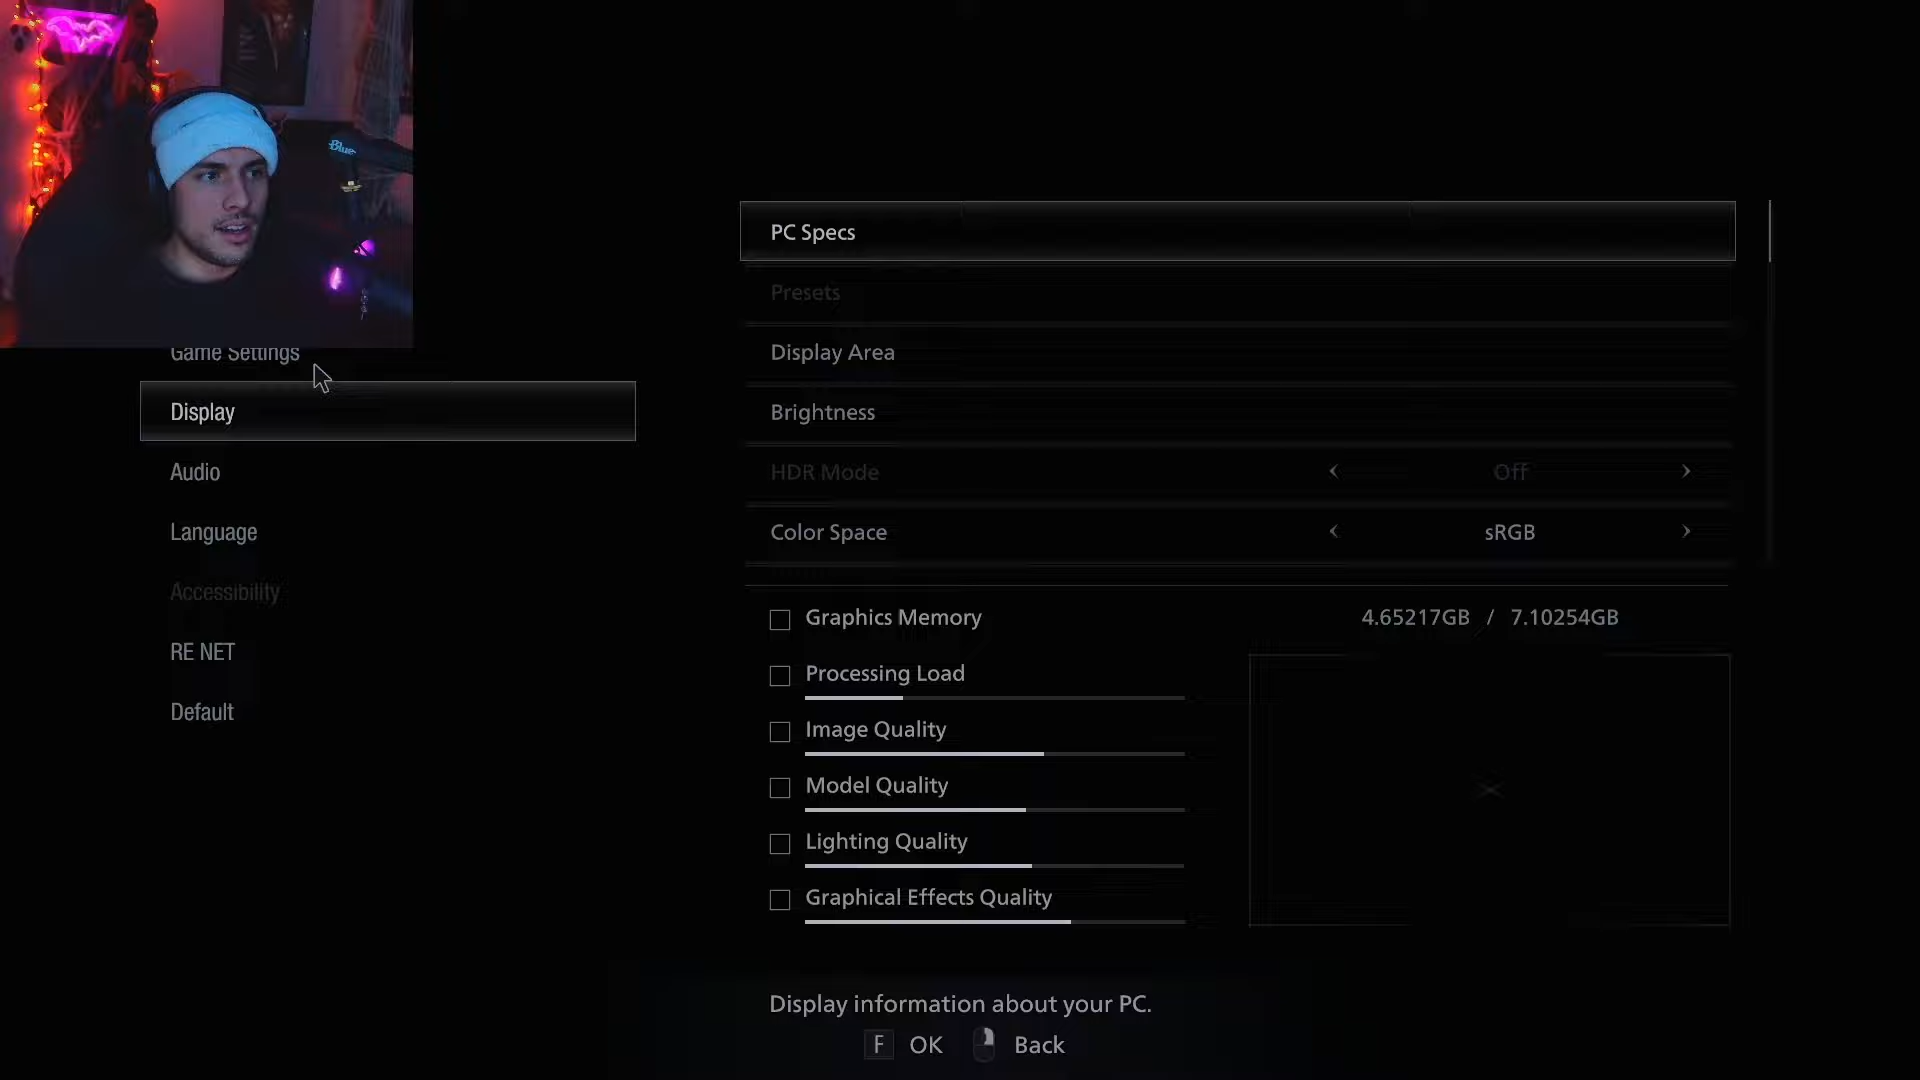 Blue
Game Settings
Display
Audio
Language
Accessibility
RE NET
Default
PC Specs
Presets
Display Area
Brightness
HDR Mode Off
Color Space sRGB
Graphics Memory 4.65217GB / 7.10254GB
Processing Load
Image Quality
Model Quality
Lighting Quality
Graphical Effects Quality
Display information about your PC.
F OK Back